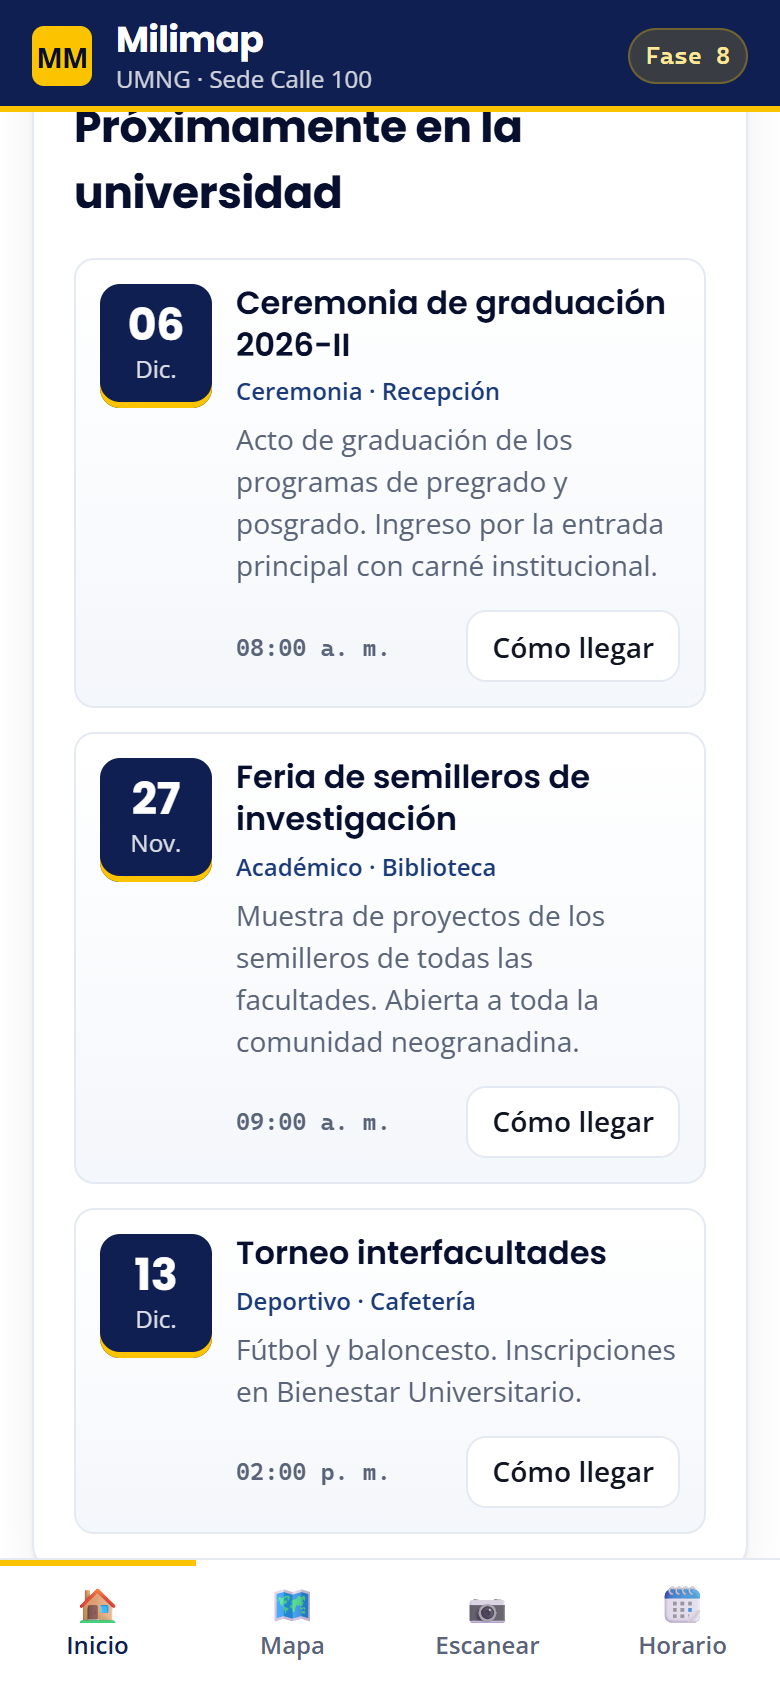 MM
Milimap
UMNG · Sede Calle 100
Fase 8
Próximamente en la
universidad
06
Dic.
Ceremonia de graduación
2026-II
Ceremonia · Recepción
Acto de graduación de los
programas de pregrado y
posgrado. Ingreso por la entrada
principal con carné institucional.
08:00 a. m.
Cómo llegar
27
Nov.
Feria de semilleros de
investigación
Académico · Biblioteca
Muestra de proyectos de los
semilleros de todas las
facultades. Abierta a toda la
comunidad neogranadina.
09:00 a. m.
Cómo llegar
13
Dic.
Torneo interfacultades
Deportivo · Cafetería
Fútbol y baloncesto. Inscripciones
en Bienestar Universitario.
02:00 p. m.
Cómo llegar
Inicio
Mapa
Escanear
Horario